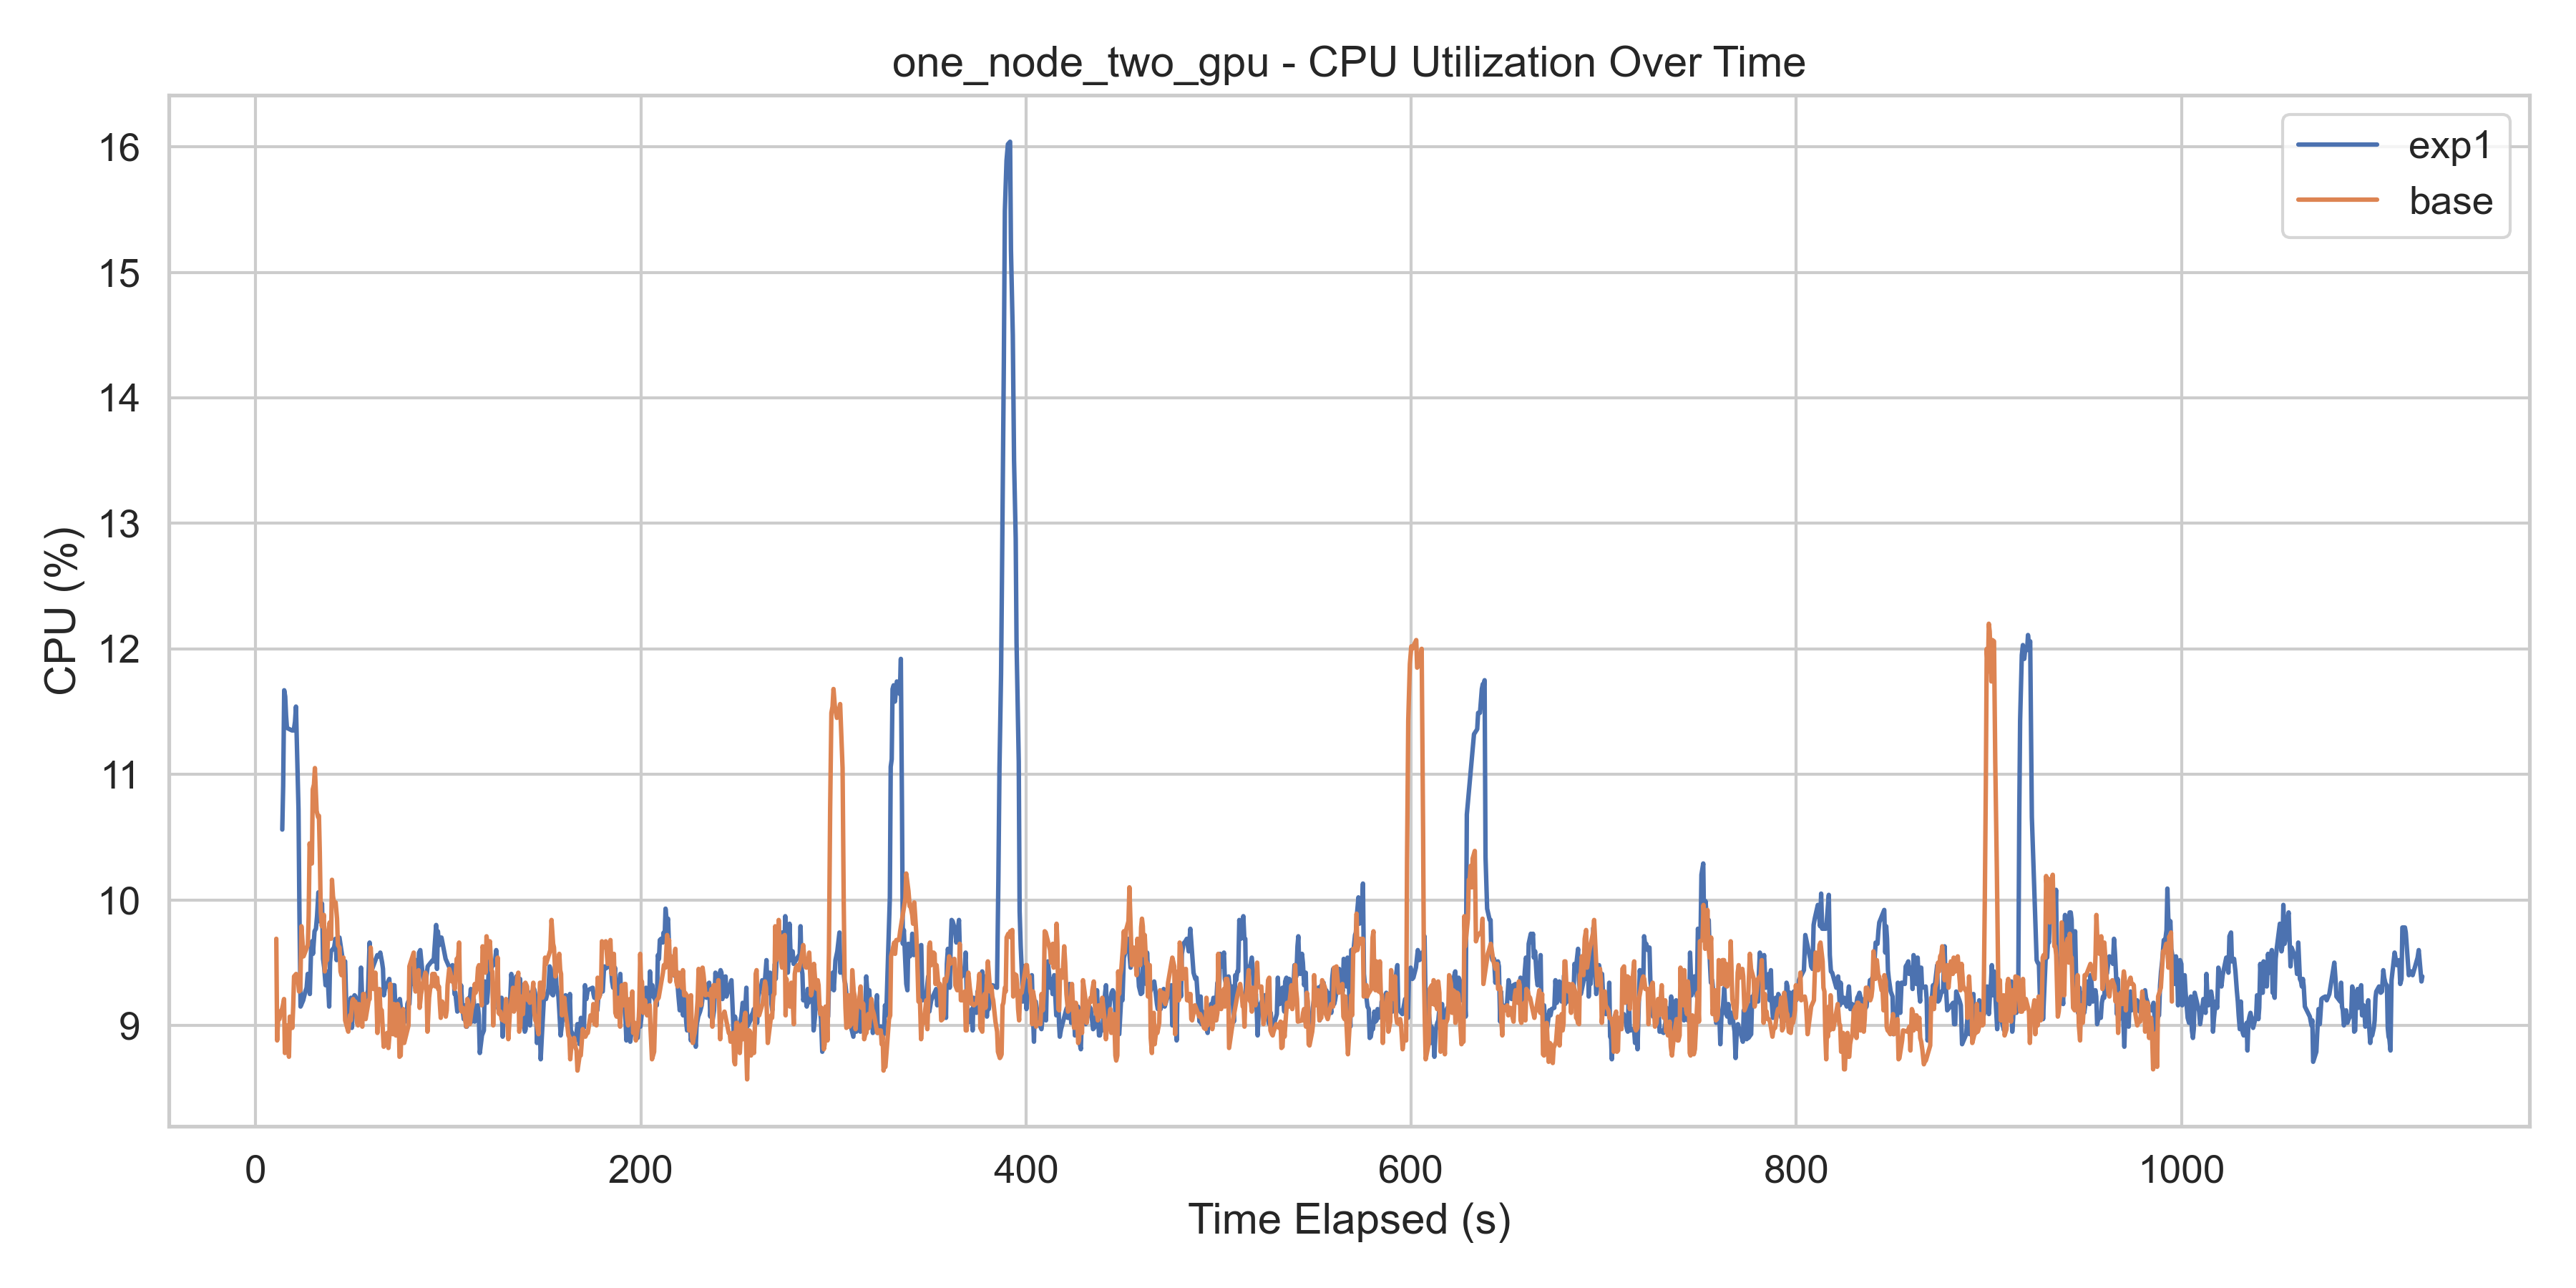 one_node_two_gpu - CPU Utilization Over Time
exp1
base
CPU (%)
16
15
14
13
12
11
10
9
0 200 400 600 800 1000
Time Elapsed (s)